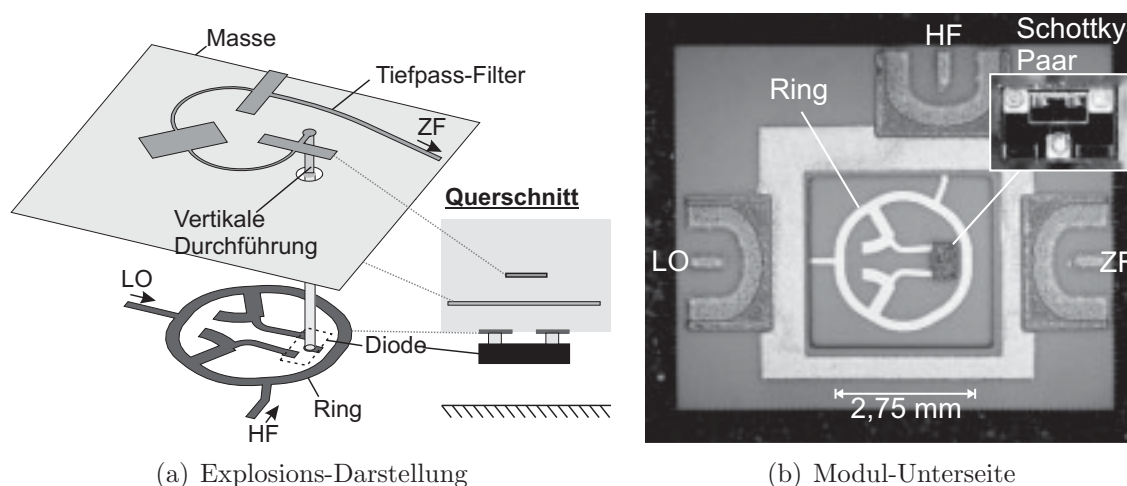 Masse
Tiefpass-Filter
ZF
Vertikale
Durchführung
Querschnitt
LO
Diode
Ring
HF
(a) Explosions-Darstellung
HF
Schottky-
Paar
Ring
LO
ZF
2,75 mm
(b) Modul-Unterseite